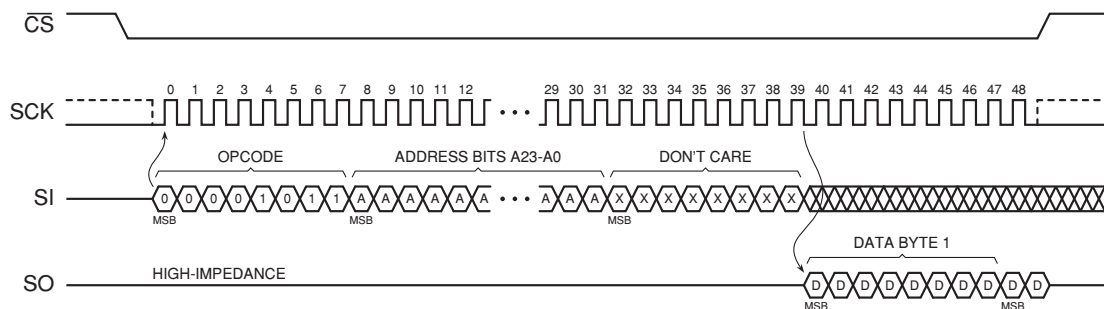 CS
0 1 2 3 4 5 6 7 8 9 10 11 12 29 30 31 32 33 34 35 36 37 38 39 40 41 42 43 44 45 46 47 48
SCK
OPCODE ADDRESS BITS A23-A0 DON'T CARE
SI 0 0 0 0 1 0 1 1 A A A A A A A A A X X X X X X X X
MSB MSB MSB
DATA BYTE 1
HIGH-IMPEDANCE
SO D D D D D D D D D D
MSB MSB